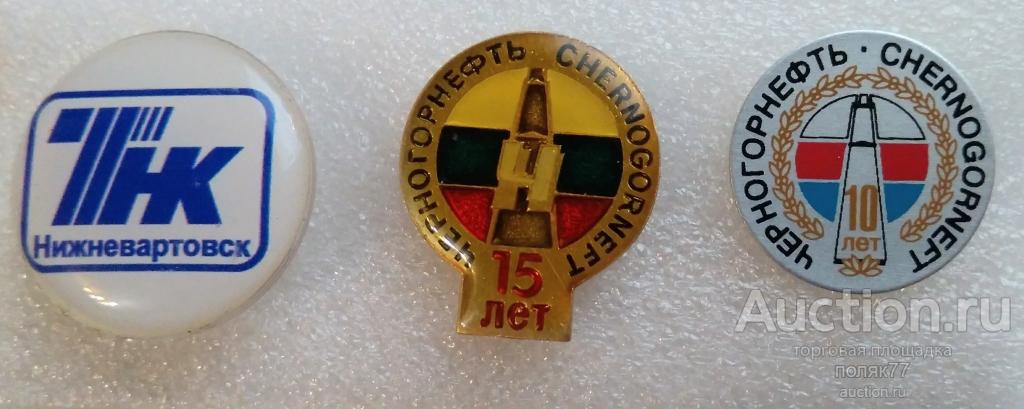 ТНК
Нижневартовск
ЧЕРНОГОРНЕФТЬ CHERNOGORNEFT
Ч
15
лет
ЧЕРНОГОРНЕФТЬ · CHERNOGORNEFT
10
лет
Auction.ru
торговая площадка
поляк77
auction.ru